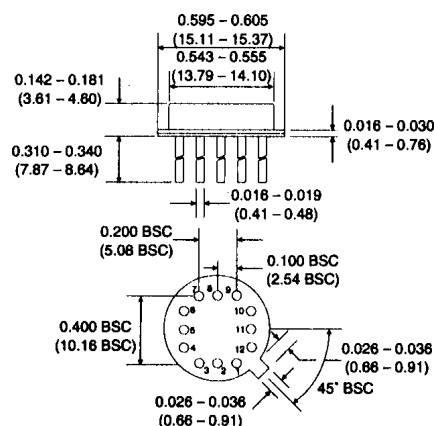 0.595 – 0.605
(15.11 – 15.37)
0.543 – 0.555
(13.79 – 14.10)
0.142 – 0.181
(3.61 – 4.60)
0.016 – 0.030
(0.41 – 0.76)
0.310 – 0.340
(7.87 – 8.64)
0.016 – 0.019
(0.41 – 0.48)
0.200 BSC
(5.08 BSC)
0.100 BSC
(2.54 BSC)
7 8 9
6 10
5 11
4 12
3 2 1
0.400 BSC
(10.16 BSC)
0.026 – 0.036
(0.66 – 0.91)
45° BSC
0.026 – 0.036
(0.66 – 0.91)